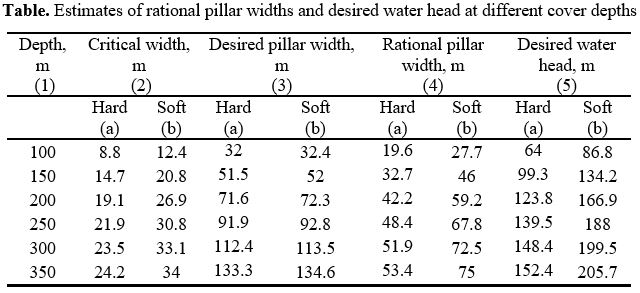 Table. Estimates of rational pillar widths and desired water head at different cover depths
Depth, m (1) Critical width, m (2) Desired pillar width, m (3) Rational pillar width, m (4) Desired water head, m (5)
Hard (a) Soft (b) Hard (a) Soft (b) Hard (a) Soft (b) Hard (a) Soft (b)
100 8.8 12.4 32 32.4 19.6 27.7 64 86.8
150 14.7 20.8 51.5 52 32.7 46 99.3 134.2
200 19.1 26.9 71.6 72.3 42.2 59.2 123.8 166.9
250 21.9 30.8 91.9 92.8 48.4 67.8 139.5 188
300 23.5 33.1 112.4 113.5 51.9 72.5 148.4 199.5
350 24.2 34 133.3 134.6 53.4 75 152.4 205.7